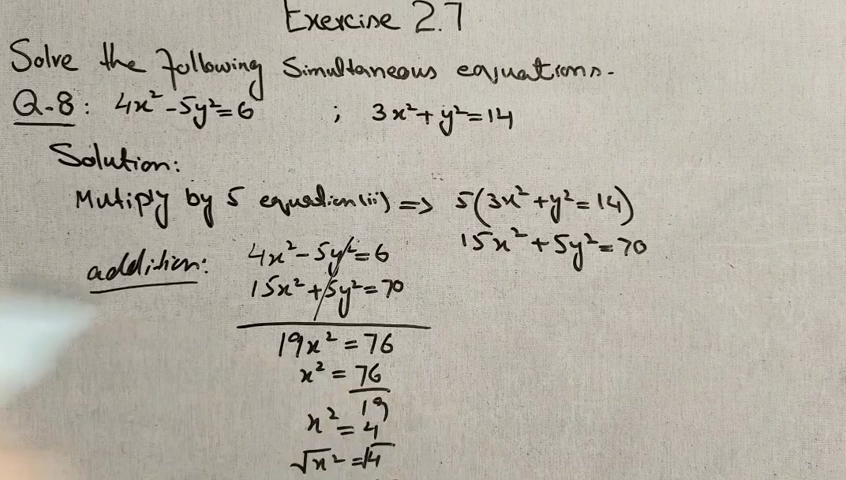 Exercise 2.7
Solve the following Simultaneous equations.
Q.8: 4x²-5y²=6 ; 3x²+y²=14
Solution:
Mutiply by 5 equation(ii) => 5(3x²+y²=14)
15x²+5y²=70
addition: 4x²-5y²=6
15x²+5y²=70
19x²=76
x²=76
19
x²=4
√x²=√4